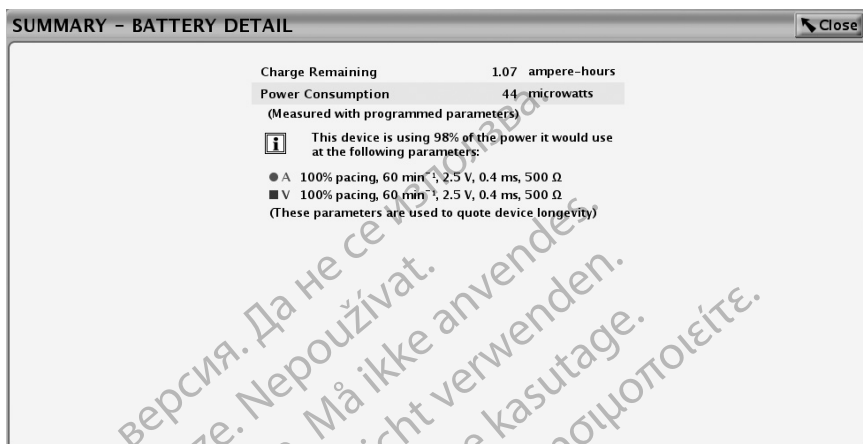 SUMMARY – BATTERY DETAIL
Close
Charge Remaining 1.07 ampere-hours
Power Consumption 44 microwatts
(Measured with programmed parameters)
i This device is using 98% of the power it would use
at the following parameters:
A 100% pacing, 60 min⁻¹, 2.5 V, 0.4 ms, 500 Ω
V 100% pacing, 60 min⁻¹, 2.5 V, 0.4 ms, 500 Ω
(These parameters are used to quote device longevity)
версия. Да не се използва.
ze. Nepoužívat.
Må ikke anvendes.
icht verwenden.
e kasutage.
σιμοποιείτε.